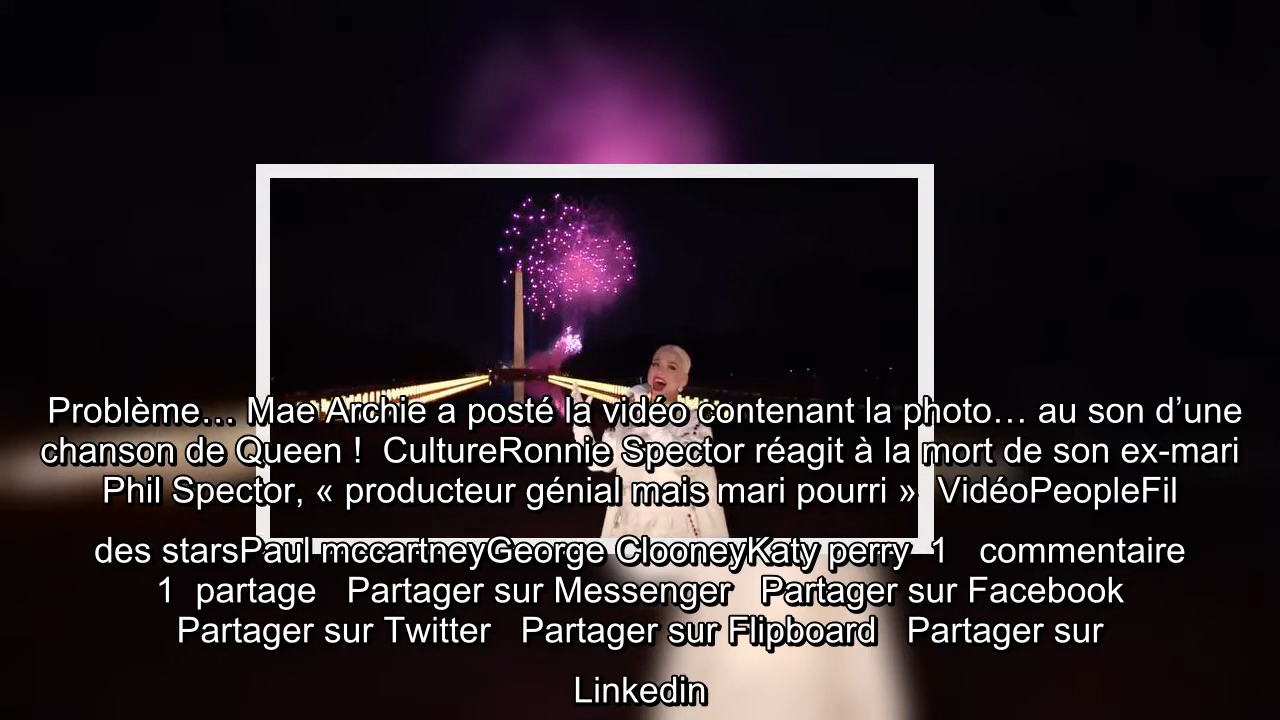 Problème… Mae Archie a posté la vidéo contenant la photo… au son d’une
chanson de Queen ! CultureRonnie Spector réagit à la mort de son ex-mari
Phil Spector, « producteur génial mais mari pourri » VidéoPeopleFil
des starsPaul mccartneyGeorge ClooneyKaty perry 1 commentaire
1 partage Partager sur Messenger Partager sur Facebook
Partager sur Twitter Partager sur Flipboard Partager sur
Linkedin